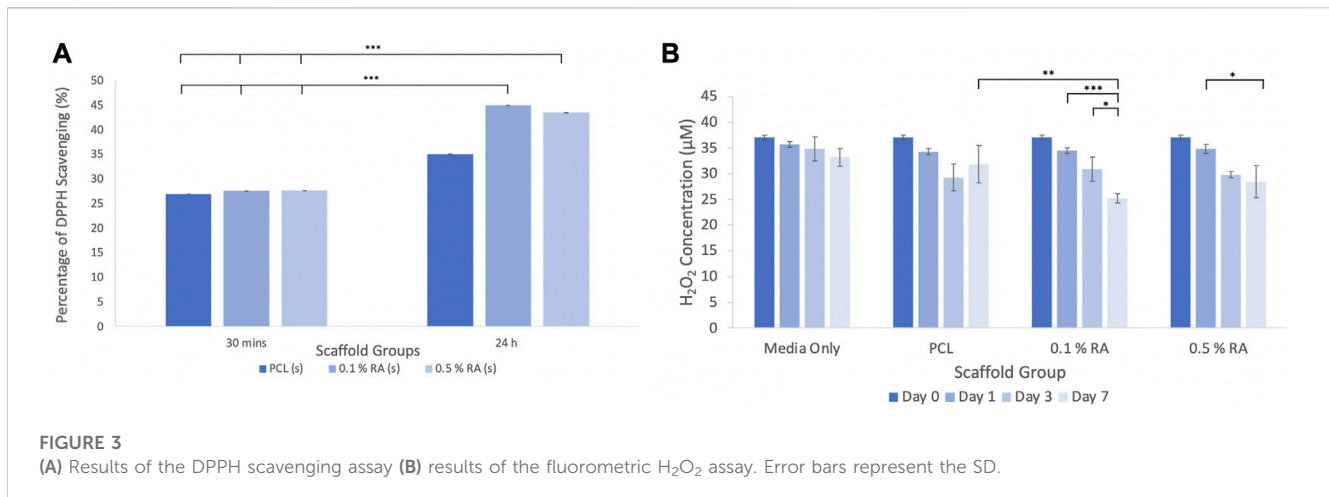 A
***
***
Percentage of DPPH Scavenging (%)
50
45
40
35
30
25
20
15
10
5
0
30 mins
24 h
Scaffold Groups
PCL (s) 0.1 % RA (s) 0.5 % RA (s)
B
**
***
*
*
H₂O₂ Concentration (µM)
45
40
35
30
25
20
15
10
5
0
Media Only PCL 0.1 % RA 0.5 % RA
Scaffold Group
Day 0 Day 1 Day 3 Day 7
FIGURE 3
(A) Results of the DPPH scavenging assay (B) results of the fluorometric H₂O₂ assay. Error bars represent the SD.